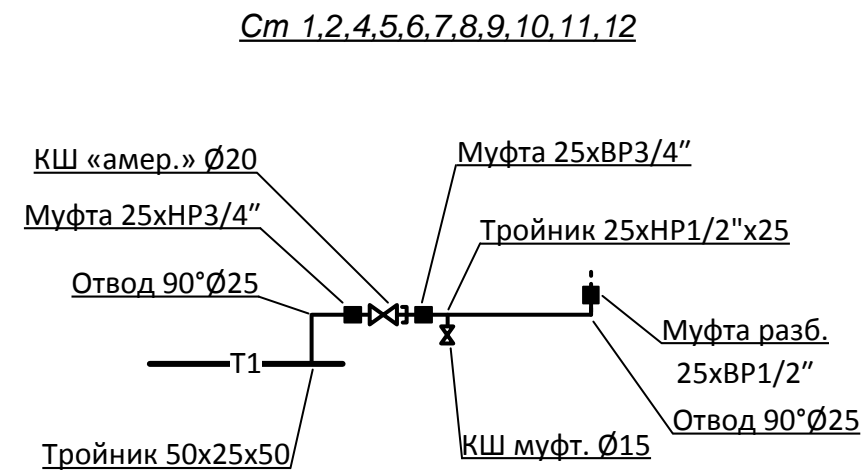 Ст 1,2,4,5,6,7,8,9,10,11,12
КШ «амер.» Ø20
Муфта 25хВР3/4″
Муфта 25хНР3/4″
Тройник 25хНР1/2"х25
Отвод 90°Ø25
Муфта разб.
25хВР1/2″
Т1
Отвод 90°Ø25
Тройник 50х25х50
КШ муфт. Ø15